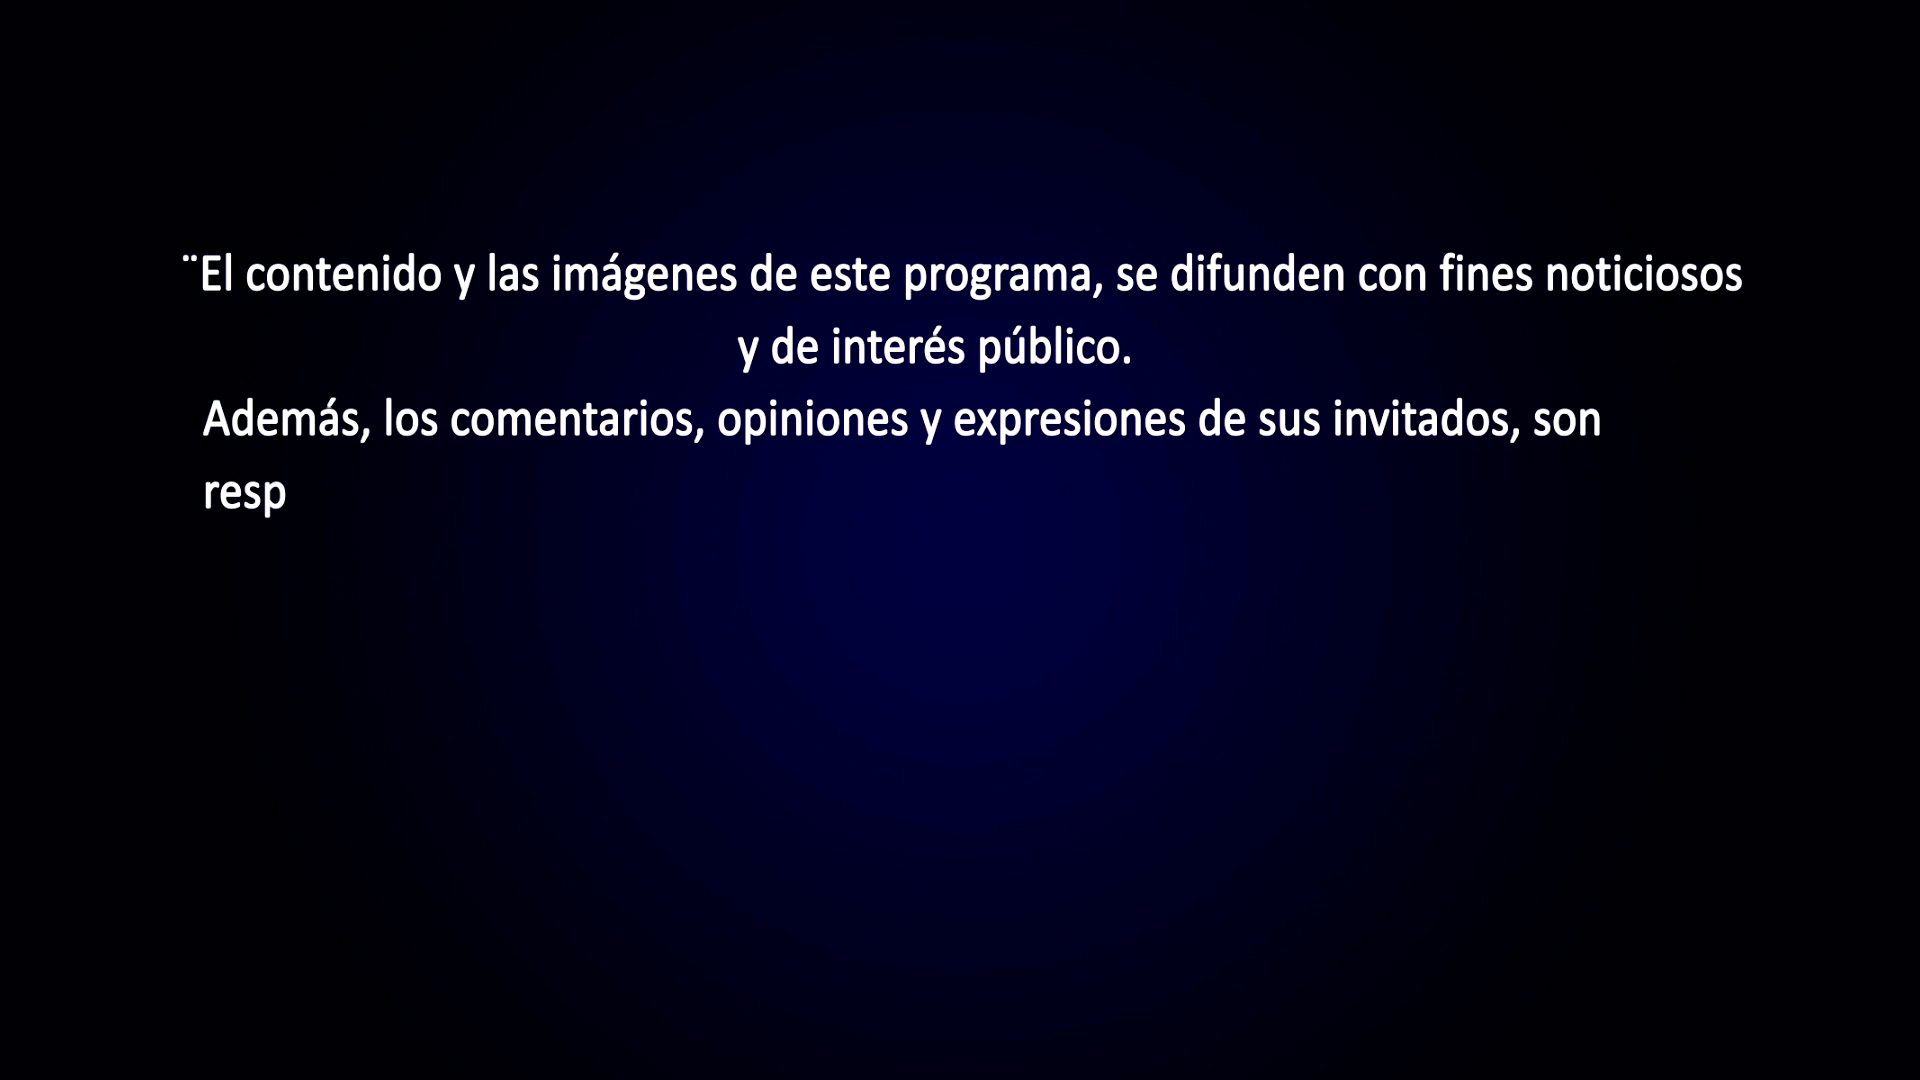 ¨El contenido y las imágenes de este programa, se difunden con fines noticiosos
y de interés público.
Además, los comentarios, opiniones y expresiones de sus invitados, son
resp